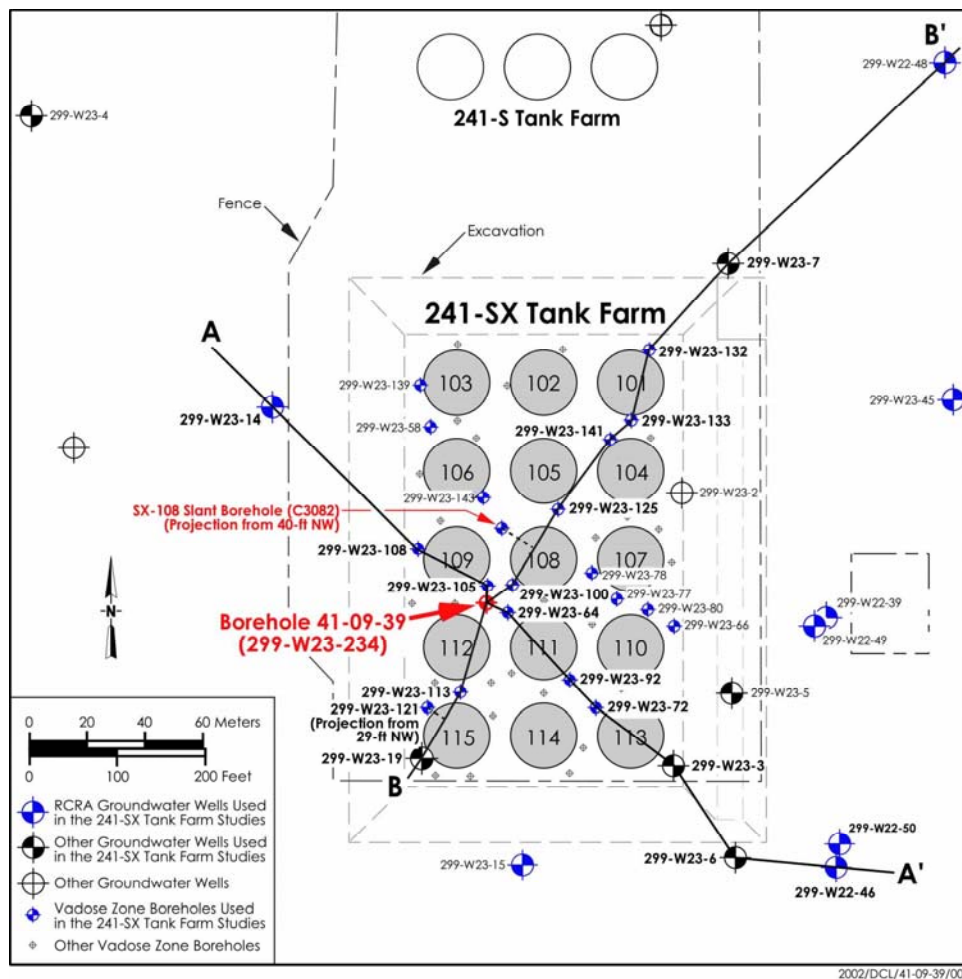 B'
299-W22-48
241-S Tank Farm
299-W23-4
Fence
Excavation
299-W23-7
241-SX Tank Farm
A
299-W23-132
103
102
101
299-W23-139
299-W23-45
299-W23-14
299-W23-58
299-W23-133
299-W23-141
106
105
104
299-W23-143
299-W23-2
SX-108 Slant Borehole (C3082)
(Projection from 40-ft NW)
299-W23-125
299-W23-108
109
108
107
299-W23-78
299-W23-105
299-W23-100
299-W23-77
299-W23-64
299-W23-80
N
Borehole 41-09-39
(299-W23-234)
299-W23-66
299-W22-39
299-W22-49
112
111
110
299-W23-92
299-W23-113
299-W23-5
299-W23-121
(Projection from
29-ft NW)
299-W23-72
115
114
113
299-W23-19
299-W23-3
B
0 20 40 60 Meters
0 100 200 Feet
RCRA Groundwater Wells Used
in the 241-SX Tank Farm Studies
Other Groundwater Wells Used
in the 241-SX Tank Farm Studies
Other Groundwater Wells
Vadose Zone Boreholes Used
in the 241-SX Tank Farm Studies
Other Vadose Zone Boreholes
299-W22-50
299-W23-6
299-W23-15
A'
299-W22-46